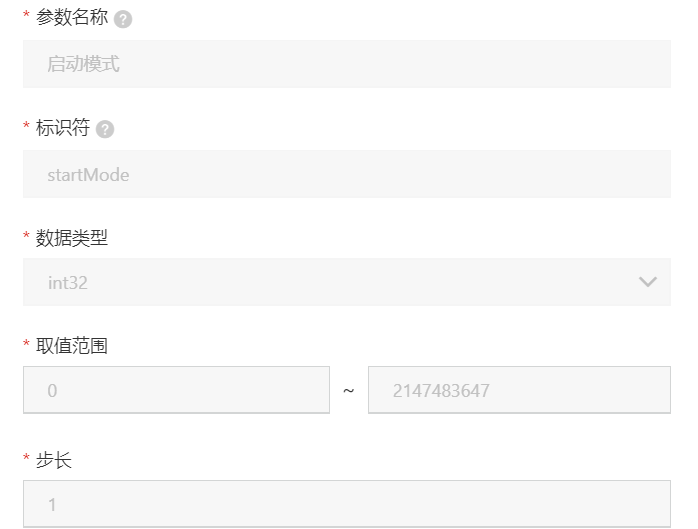 * 参数名称 ?
启动模式
* 标识符 ?
startMode
* 数据类型
int32
* 取值范围
0 ~ 2147483647
* 步长
1